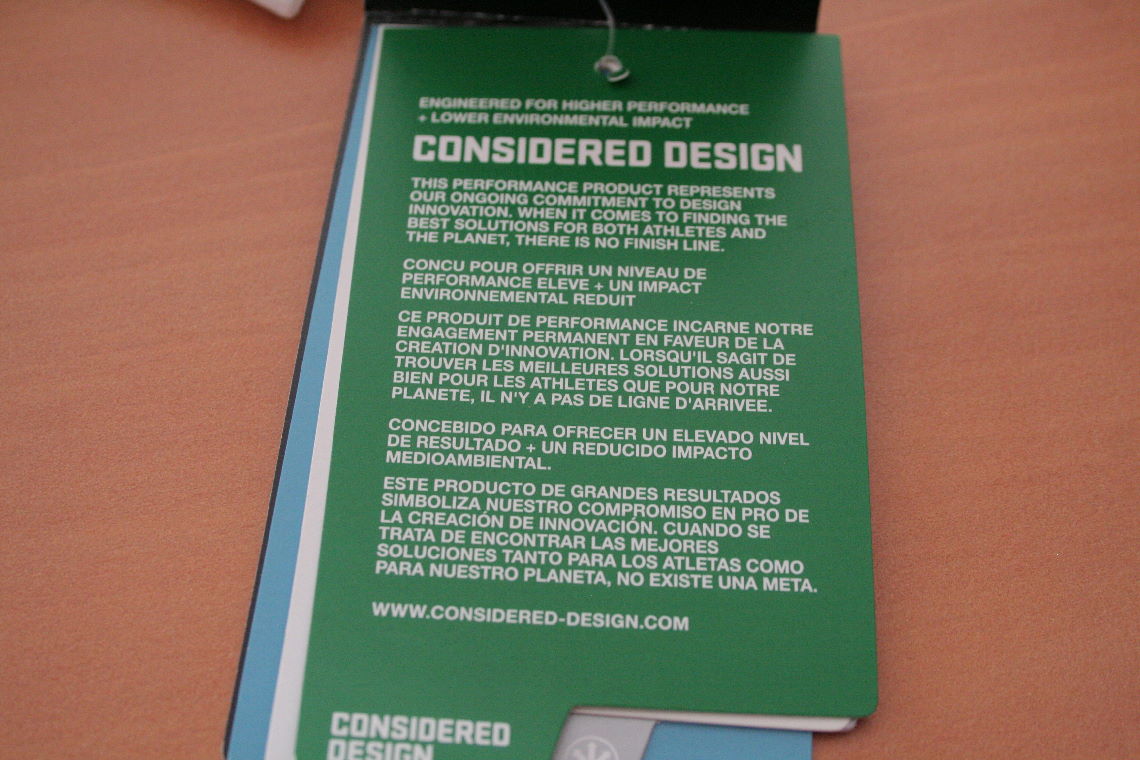 ENGINEERED FOR HIGHER PERFORMANCE
+ LOWER ENVIRONMENTAL IMPACT
CONSIDERED DESIGN
THIS PERFORMANCE PRODUCT REPRESENTS
OUR ONGOING COMMITMENT TO DESIGN
INNOVATION. WHEN IT COMES TO FINDING THE
BEST SOLUTIONS FOR BOTH ATHLETES AND
THE PLANET, THERE IS NO FINISH LINE.
CONCU POUR OFFRIR UN NIVEAU DE
PERFORMANCE ELEVE + UN IMPACT
ENVIRONNEMENTAL REDUIT
CE PRODUIT DE PERFORMANCE INCARNE NOTRE
ENGAGEMENT PERMANENT EN FAVEUR DE LA
CREATION D'INNOVATION. LORSQU'IL SAGIT DE
TROUVER LES MEILLEURES SOLUTIONS AUSSI
BIEN POUR LES ATHLETES QUE POUR NOTRE
PLANETE, IL N'Y A PAS DE LIGNE D'ARRIVEE.
CONCEBIDO PARA OFRECER UN ELEVADO NIVEL
DE RESULTADO + UN REDUCIDO IMPACTO
MEDIOAMBIENTAL.
ESTE PRODUCTO DE GRANDES RESULTADOS
SIMBOLIZA NUESTRO COMPROMISO EN PRO DE
LA CREACIÓN DE INNOVACIÓN. CUANDO SE
TRATA DE ENCONTRAR LAS MEJORES
SOLUCIONES TANTO PARA LOS ATLETAS COMO
PARA NUESTRO PLANETA, NO EXISTE UNA META.
WWW.CONSIDERED-DESIGN.COM
CONSIDERED
DESIGN